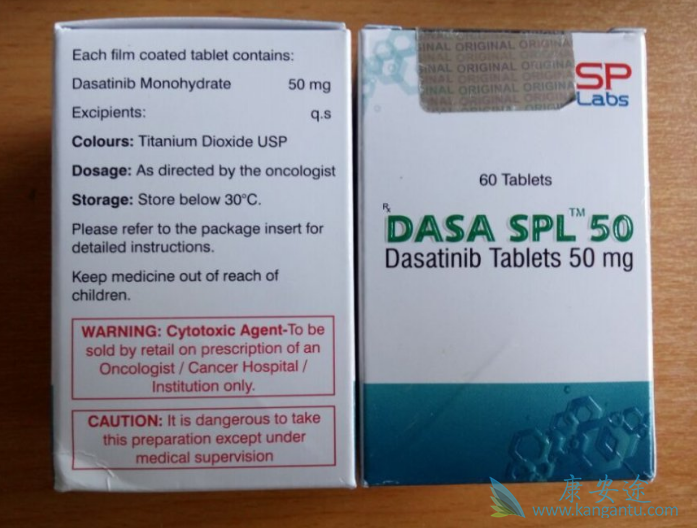 Each film coated tablet contains:
Dasatinib Monohydrate 50 mg
Excipients: q.s
Colours: Titanium Dioxide USP
Dosage: As directed by the oncologist
Storage: Store below 30°C.
Please refer to the package insert for
detailed instructions.
Keep medicine out of reach of
children.
WARNING: Cytotoxic Agent-To be
sold by retail on prescription of an
Oncologist / Cancer Hospital /
Institution only.
CAUTION: It is dangerous to take
this preparation except under
medical supervision
ORIGINAL ORIGINAL
SP
Labs
60 Tablets
Rx
DASA SPL™ 50
Dasatinib Tablets 50 mg
康安途
www.kangantu.com